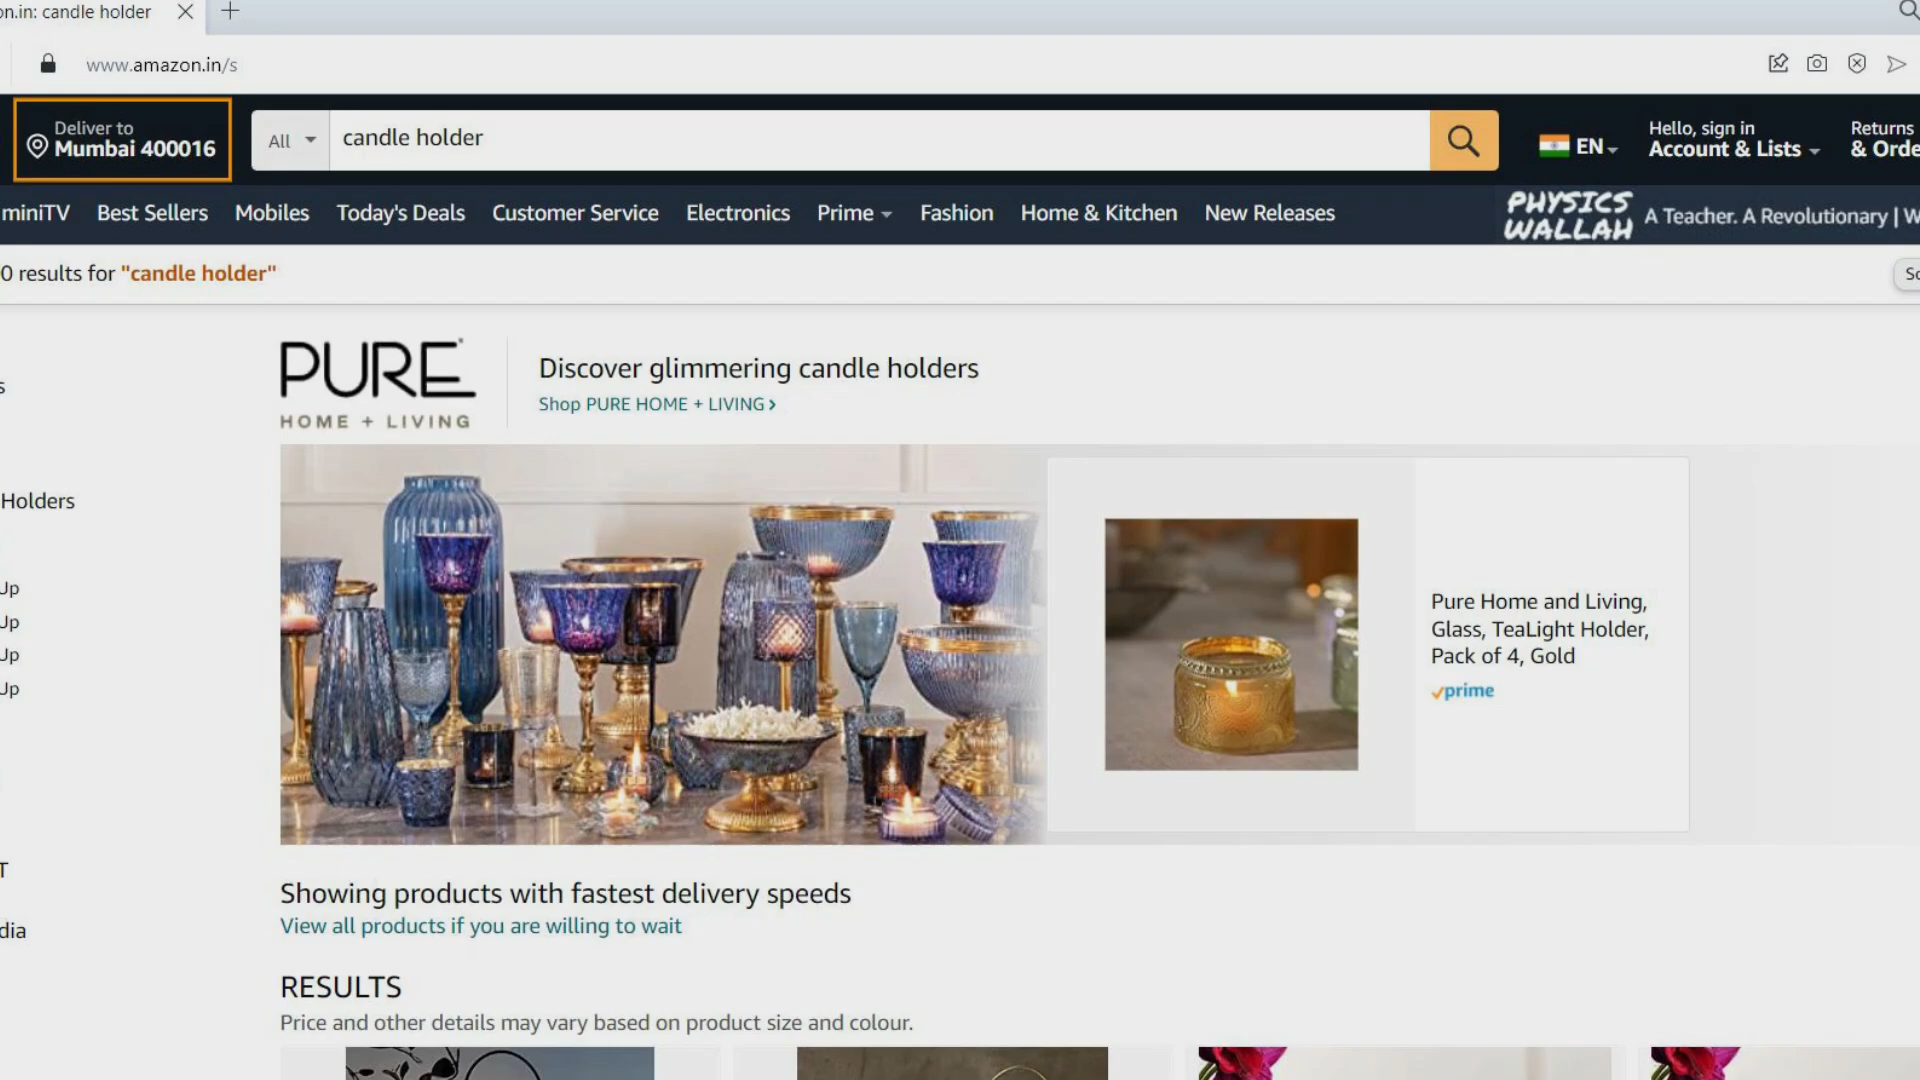 on.in: candle holder
www.amazon.in/s
Deliver to
Mumbai 400016
All
candle holder
EN
Hello, sign in
Account & Lists
Returns
& Orde
miniTV
Best Sellers
Mobiles
Today's Deals
Customer Service
Electronics
Prime
Fashion
Home & Kitchen
New Releases
PHYSICS
WALLAH
A Teacher. A Revolutionary | W
0 results for "candle holder"
So
PURE
HOME + LIVING
Discover glimmering candle holders
Shop PURE HOME + LIVING
s
Holders
Up
Up
Up
Up
T
dia
Pure Home and Living,
Glass, TeaLight Holder,
Pack of 4, Gold
prime
Showing products with fastest delivery speeds
View all products if you are willing to wait
RESULTS
Price and other details may vary based on product size and colour.